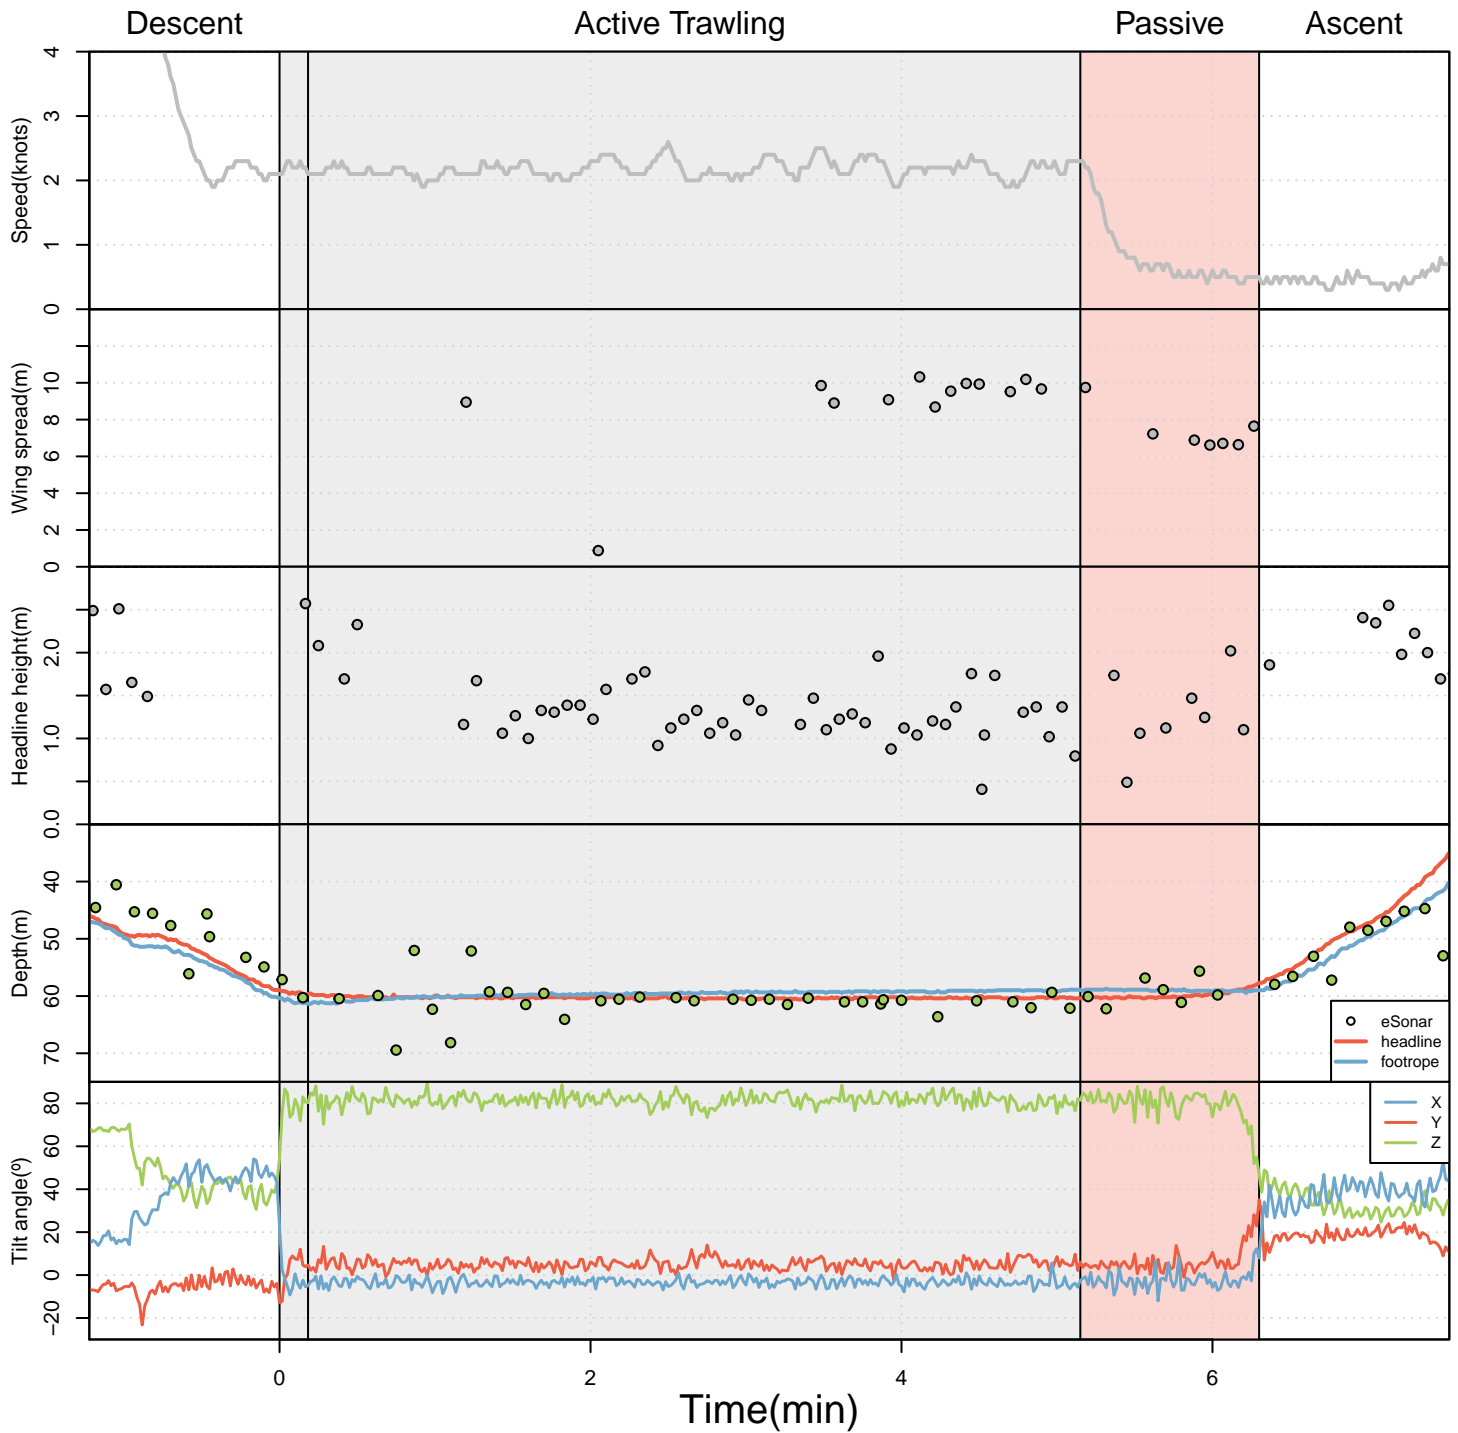 Descent Active Trawling Passive Ascent
Speed(knots)
4
3
2
1
0
Wing spread(m)
10
8
6
4
2
0
Headline height(m)
2.0
1.0
0.0
Depth(m)
40
50
60
70
eSonar
headline
footrope
Tilt angle(º)
80
60
40
20
0
−20
X
Y
Z
0 2 4 6
Time(min)